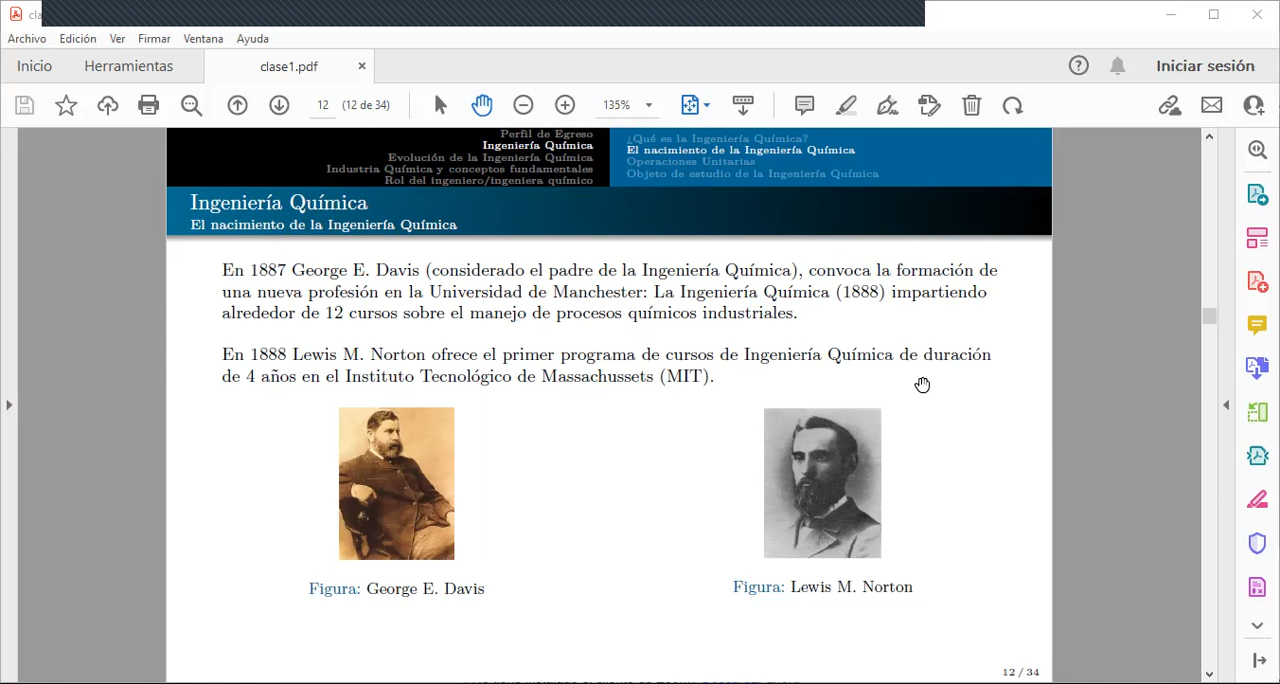 cla
Archivo Edición Ver Firmar Ventana Ayuda
Inicio Herramientas clase1.pdf × ? Iniciar sesión
12 (12 de 34) 135%
Perfil de Egreso
Ingeniería Química
Evolución de la Ingeniería Química
Industria Química y conceptos fundamentales
Rol del ingeniero/ingeniera químico
¿Qué es la Ingeniería Química?
El nacimiento de la Ingeniería Química
Operaciones Unitarias
Objeto de estudio de la Ingeniería Química
Ingeniería Química
El nacimiento de la Ingeniería Química
En 1887 George E. Davis (considerado el padre de la Ingeniería Química), convoca la formación de
una nueva profesión en la Universidad de Manchester: La Ingeniería Química (1888) impartiendo
alrededor de 12 cursos sobre el manejo de procesos químicos industriales.
En 1888 Lewis M. Norton ofrece el primer programa de cursos de Ingeniería Química de duración
de 4 años en el Instituto Tecnológico de Massachussets (MIT).
Figura: George E. Davis
Figura: Lewis M. Norton
12 / 34